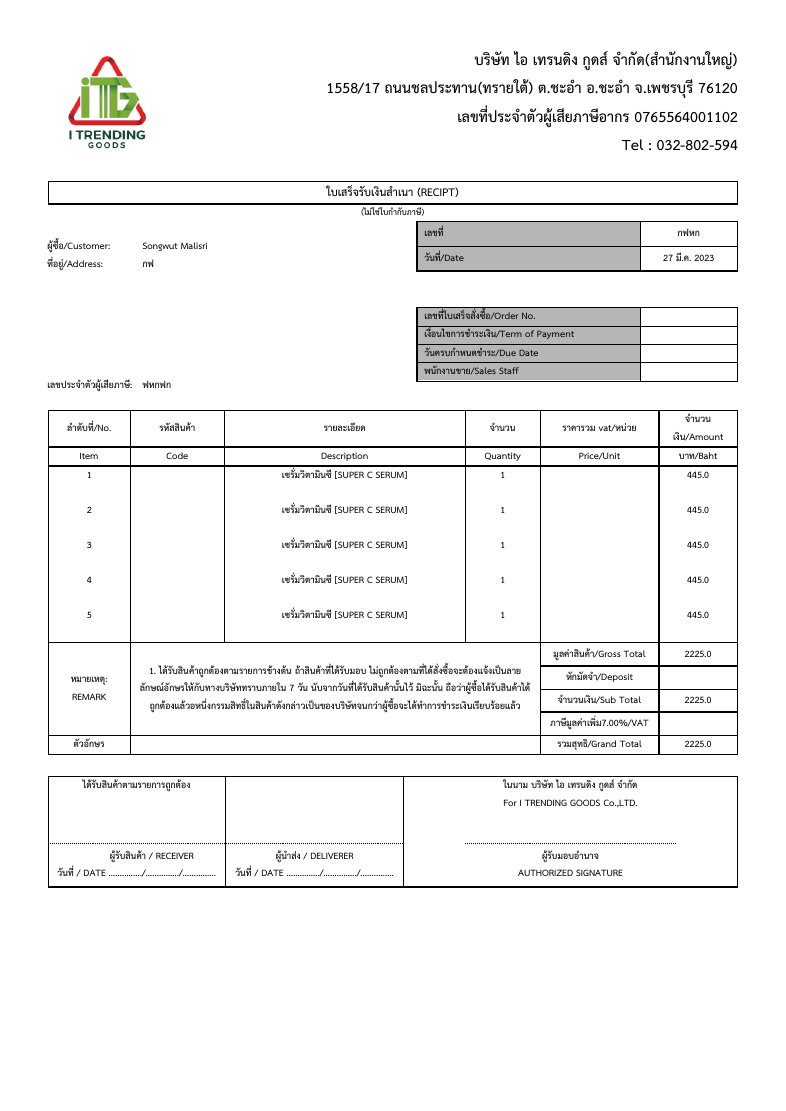 ITG
I TRENDING
GOODS
บริษัท ไอ เทรนดิง กูดส์ จำกัด(สำนักงานใหญ่)
1558/17 ถนนชลประทาน(ทรายใต้) ต.ชะอำ อ.ชะอำ จ.เพชรบุรี 76120
เลขที่ประจำตัวผู้เสียภาษีอากร 0765564001102
Tel : 032-802-594
ใบเสร็จรับเงินสำเนา (RECIPT)
(ไม่ใช่ใบกำกับภาษี)
ผู้ซื้อ/Customer: Songwut Malisri
ที่อยู่/Address: กฟ
เลขที่ กฟหก
วันที่/Date 27 มี.ค. 2023
เลขที่ใบเสร็จสั่งซื้อ/Order No.
เงื่อนไขการชำระเงิน/Term of Payment
วันครบกำหนดชำระ/Due Date
พนักงานขาย/Sales Staff
เลขประจำตัวผู้เสียภาษี: ฟหกฟก
ลำดับที่/No. รหัสสินค้า รายละเอียด จำนวน ราคารวม vat/หน่วย จำนวน
เงิน/Amount
Item Code Description Quantity Price/Unit บาท/Baht
1 เซรั่มวิตามินซี [SUPER C SERUM] 1 445.0
2 เซรั่มวิตามินซี [SUPER C SERUM] 1 445.0
3 เซรั่มวิตามินซี [SUPER C SERUM] 1 445.0
4 เซรั่มวิตามินซี [SUPER C SERUM] 1 445.0
5 เซรั่มวิตามินซี [SUPER C SERUM] 1 445.0
หมายเหตุ:
REMARK
1. ได้รับสินค้าถูกต้องตามรายการข้างต้น ถ้าสินค้าที่ได้รับมอบ ไม่ถูกต้องตามที่ได้สั่งซื้อจะต้องแจ้งเป็นลาย
ลักษณ์อักษรให้กับทางบริษัททราบภายใน 7 วัน นับจากวันที่ได้รับสินค้านั้นไว้ มิฉะนั้น ถือว่าผู้ซื้อได้รับสินค้าได้
ถูกต้องแล้วอหนึ่งกรรมสิทธิ์ในสินค้าดังกล่าวเป็นของบริษัทจนกว่าผู้ซื้อจะได้ทำการชำระเงินเรียบร้อยแล้ว
มูลค่าสินค้า/Gross Total 2225.0
หักมัดจำ/Deposit
จำนวนเงิน/Sub Total 2225.0
ภาษีมูลค่าเพิ่ม7.00%/VAT
ตัวอักษร รวมสุทธิ/Grand Total 2225.0
ได้รับสินค้าตามรายการถูกต้อง
ผู้รับสินค้า / RECEIVER
วันที่ / DATE ............../............../..............
ผู้นำส่ง / DELIVERER
วันที่ / DATE ............../............../..............
ในนาม บริษัท ไอ เทรนดิง กูดส์ จำกัด
For I TRENDING GOODS Co.,LTD.
ผู้รับมอบอำนาจ
AUTHORIZED SIGNATURE